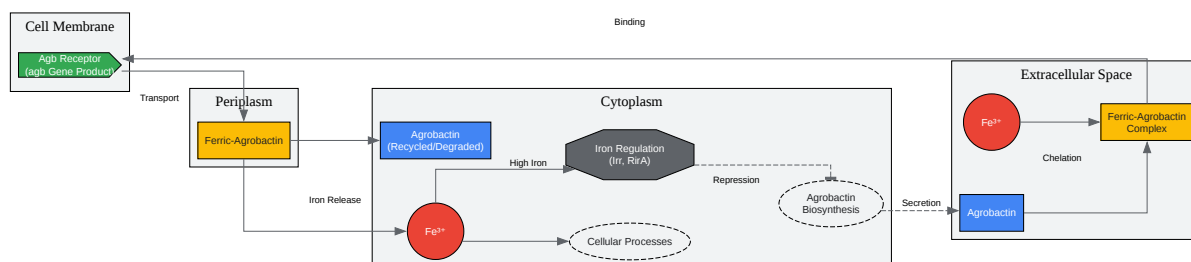 Cell Membrane
Agb Receptor
(agb Gene Product)
Transport
Periplasm
Ferric-Agrobactin
Iron Release
Cytoplasm
Agrobactin
(Recycled/Degraded)
High Iron
Iron Regulation
(Irr, RirA)
Repression
Fe³⁺
Cellular Processes
Agrobactin
Biosynthesis
Secretion
Binding
Extracellular Space
Fe³⁺
Ferric-Agrobactin
Complex
Chelation
Agrobactin